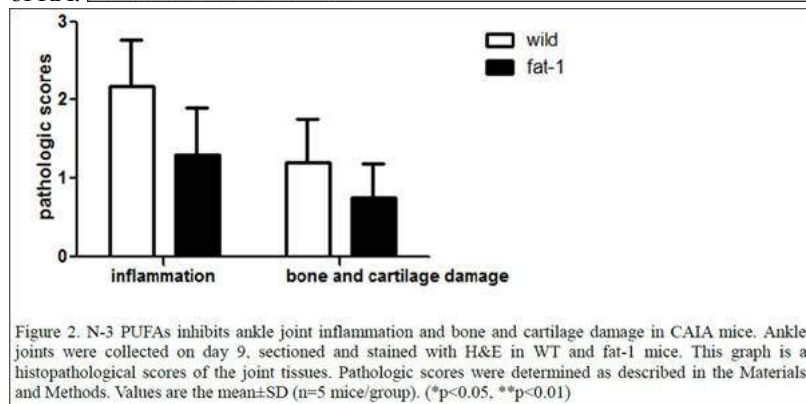 3
wild
fat-1
2
pathologic scores
1
0
inflammation
bone and cartilage damage
Figure 2. N-3 PUFAs inhibits ankle joint inflammation and bone and cartilage damage in CAIA mice. Ankle
joints were collected on day 9, sectioned and stained with H&E in WT and fat-1 mice. This graph is a
histopathological scores of the joint tissues. Pathologic scores were determined as described in the Materials
and Methods. Values are the mean±SD (n=5 mice/group). (*p<0.05, **p<0.01)